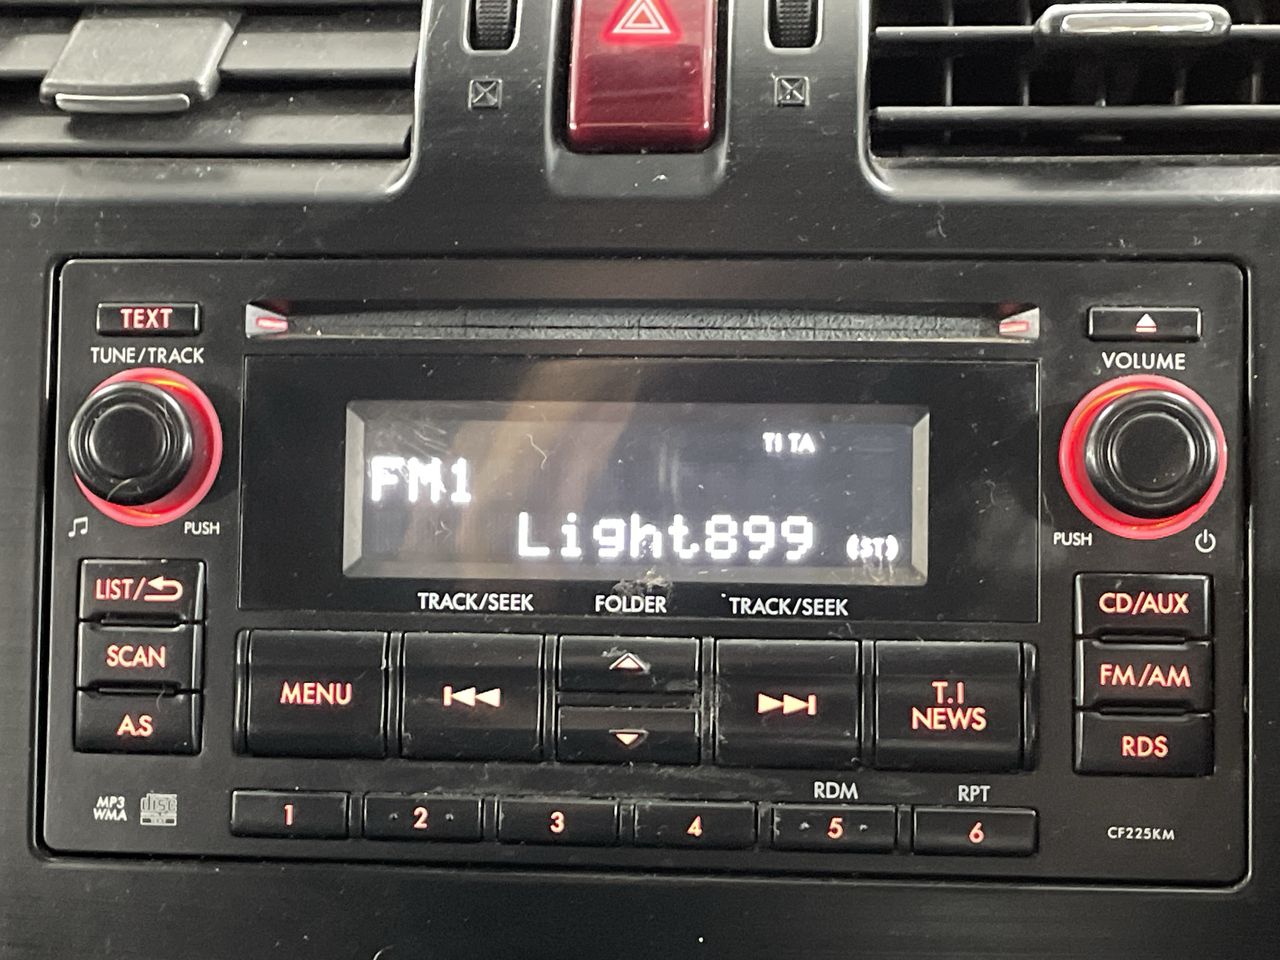 TEXT
TUNE/TRACK
VOLUME
TI TA
FM1
Light899
(ST)
PUSH
PUSH
TRACK/SEEK
FOLDER
TRACK/SEEK
LIST/
SCAN
A.S
MENU
T.I
NEWS
CD/AUX
FM/AM
RDS
MP3
WMA
disc
RDM
RPT
1
2
3
4
5
6
CF225KM